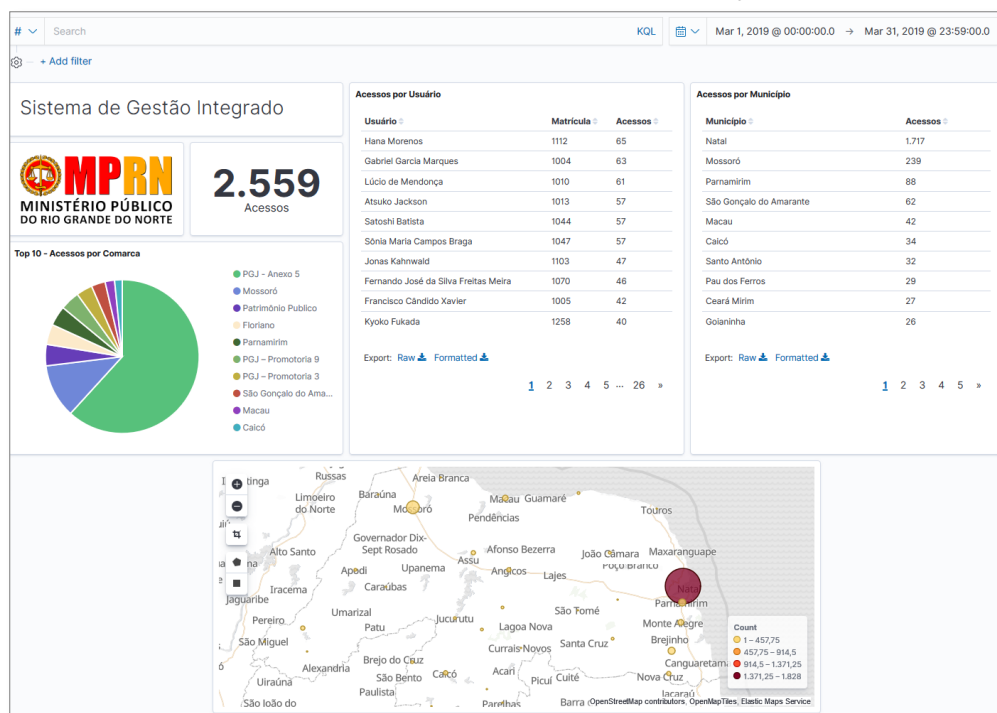 #
Search
KQL
Mar 1, 2019 @ 00:00:00.0 → Mar 31, 2019 @ 23:59:00.0
+ Add filter
Sistema de Gestão Integrado
MPRN
MINISTÉRIO PÚBLICO
DO RIO GRANDE DO NORTE
2.559
Acessos
Top 10 - Acessos por Comarca
PGJ - Anexo 5
Mossoró
Patrimônio Publico
Floriano
Parnamirim
PGJ – Promotoria 9
PGJ – Promotoria 3
São Gonçalo do Ama...
Macau
Caicó
Acessos por Usuário
Usuário Matrícula Acessos
Hana Morenos 1112 65
Gabriel Garcia Marques 1004 63
Lúcio de Mendonça 1010 61
Atsuko Jackson 1013 57
Satoshi Batista 1044 57
Sônia Maria Campos Braga 1047 57
Jonas Kahnwald 1103 47
Fernando José da Silva Freitas Meira 1070 46
Francisco Cândido Xavier 1005 42
Kyoko Fukada 1258 40
Export: Raw Formatted
1 2 3 4 5 ... 26 »
Acessos por Município
Município Acessos
Natal 1.717
Mossoró 239
Parnamirim 88
São Gonçalo do Amarante 62
Macau 42
Caicó 34
Santo Antônio 32
Pau dos Ferros 29
Ceará Mirim 27
Goianinha 26
Export: Raw Formatted
1 2 3 4 5 »
Russas
Areia Branca
Limoeiro
do Norte
Baraúna
Mossoró
Macau Guamaré
Pendências
Touros
Governador Dix-
Sept Rosado
Alto Santo
Assu
Afonso Bezerra
João Câmara
Maxaranguape
Poço Branco
Apodi
Upanema
Angicos
Lajes
Iracema
Caraúbas
Natal
Jaguaribe
Parnamirim
Umarizal
São Tomé
Pereiro
Patu
Jucurutu
Lagoa Nova
Monte Alegre
São Miguel
Currais Novos
Santa Cruz
Brejinho
Alexandria
Brejo do Cruz
Canguaretama
Uiraúna
São Bento
Caicó
Acari
Picuí
Cuité
Nova Cruz
Paulista
Jacaraú
São João do
Parelhas
Barra
Count
1 – 457,75
457,75 – 914,5
914,5 – 1.371,25
1.371,25 – 1.828
OpenStreetMap contributors, OpenMapTiles, Elastic Maps Service